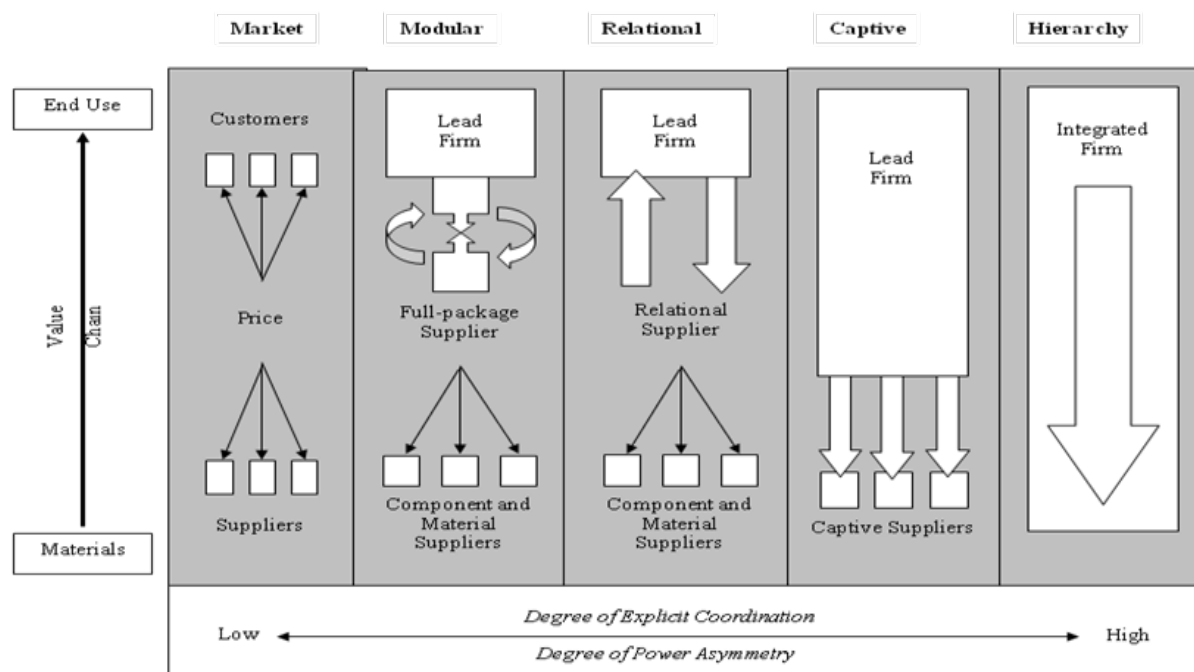 Market
Modular
Relational
Captive
Hierarchy
End Use
Value
Chain
Materials
Customers
Price
Suppliers
Lead
Firm
Full-package
Supplier
Component and
Material
Suppliers
Lead
Firm
Relational
Supplier
Component and
Material
Suppliers
Lead
Firm
Captive Suppliers
Integrated
Firm
Degree of Explicit Coordination
Low
High
Degree of Power Asymmetry